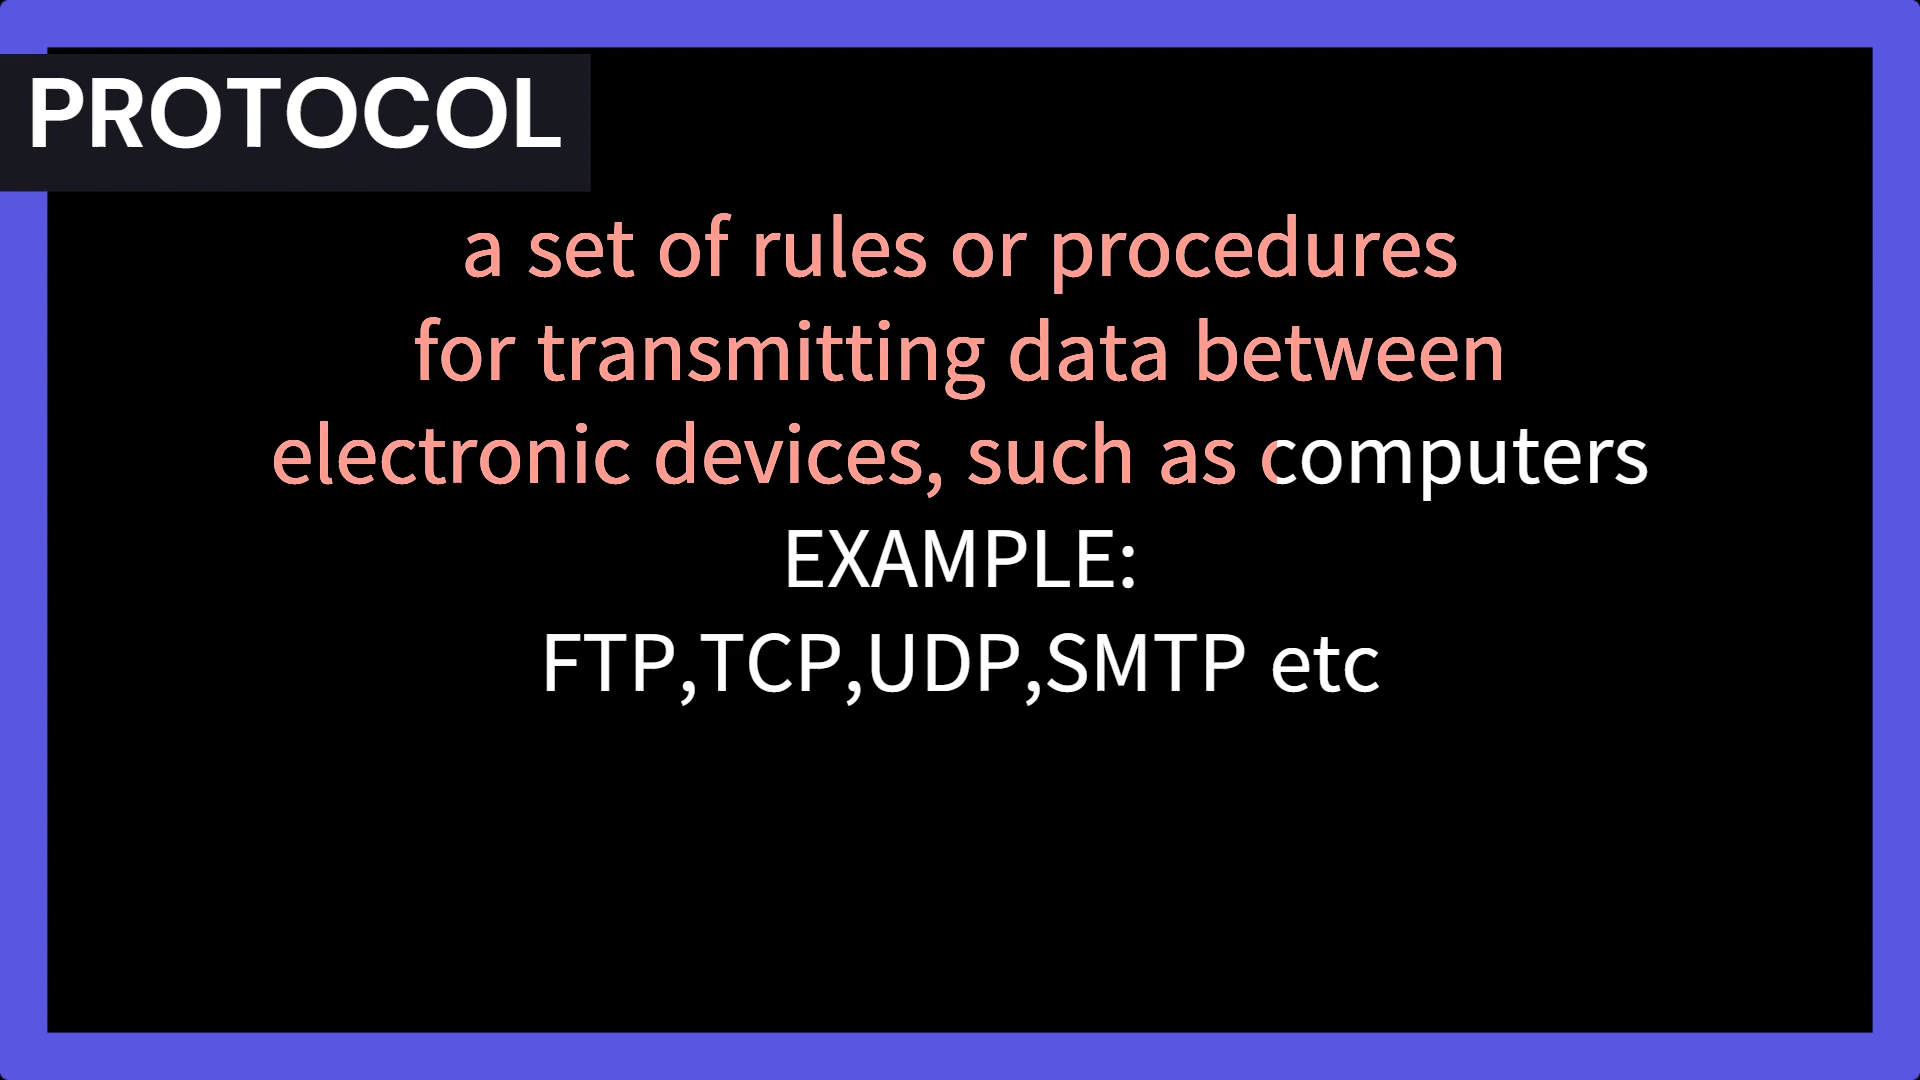 PROTOCOL
a set of rules or procedures
for transmitting data between
electronic devices, such as computers
EXAMPLE:
FTP,TCP,UDP,SMTP etc